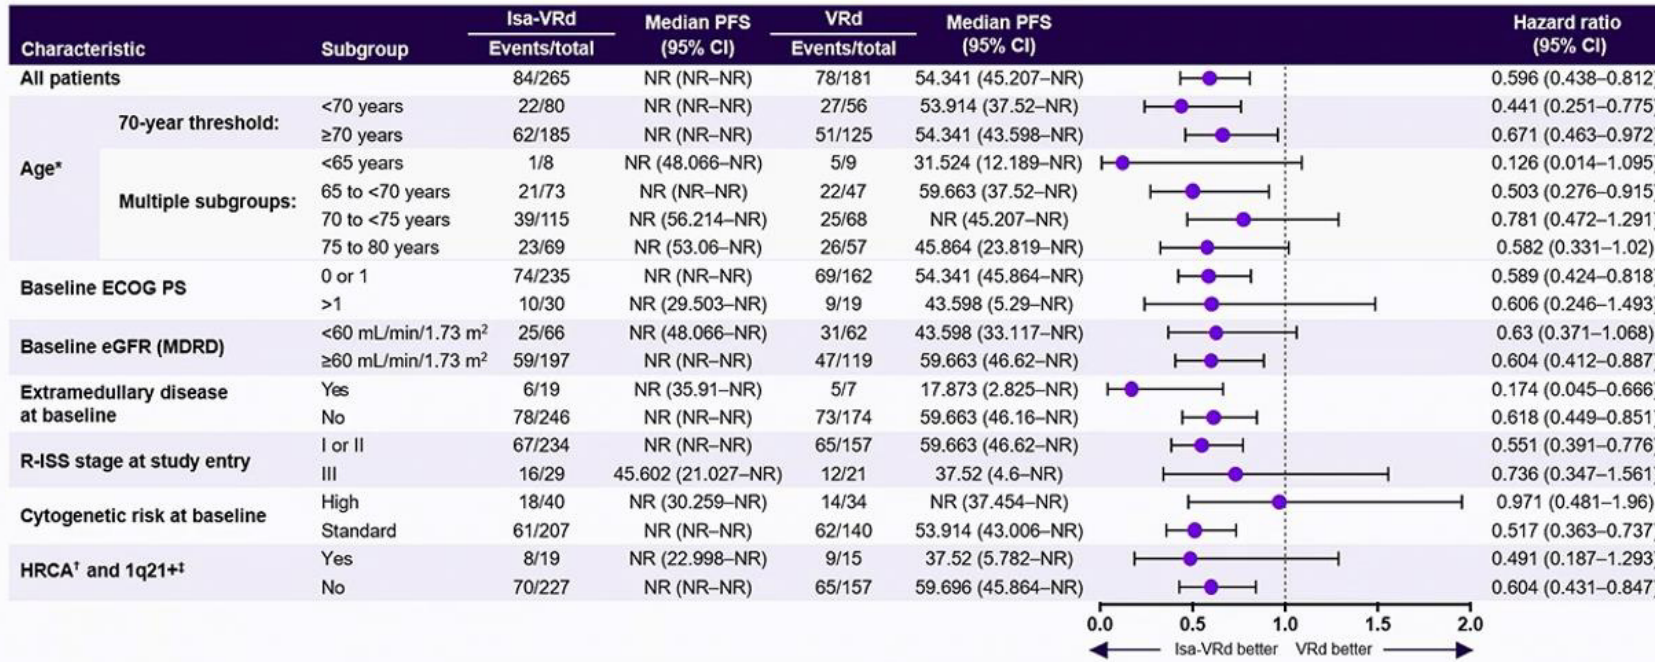 Isa-VRd Median PFS VRd Median PFS Hazard ratio
Characteristic Subgroup Events/total (95% CI) Events/total (95% CI) (95% CI)
All patients 84/265 NR (NR–NR) 78/181 54.341 (45.207–NR) 0.596 (0.438–0.812)
Age* 70-year threshold: <70 years 22/80 NR (NR–NR) 27/56 53.914 (37.52–NR) 0.441 (0.251–0.775)
≥70 years 62/185 NR (NR–NR) 51/125 54.341 (43.598–NR) 0.671 (0.463–0.972)
Multiple subgroups: <65 years 1/8 NR (48.066–NR) 5/9 31.524 (12.189–NR) 0.126 (0.014–1.095)
65 to <70 years 21/73 NR (NR–NR) 22/47 59.663 (37.52–NR) 0.503 (0.276–0.915)
70 to <75 years 39/115 NR (56.214–NR) 25/68 NR (45.207–NR) 0.781 (0.472–1.291)
75 to 80 years 23/69 NR (53.06–NR) 26/57 45.864 (23.819–NR) 0.582 (0.331–1.02)
Baseline ECOG PS 0 or 1 74/235 NR (NR–NR) 69/162 54.341 (45.864–NR) 0.589 (0.424–0.818)
>1 10/30 NR (29.503–NR) 9/19 43.598 (5.29–NR) 0.606 (0.246–1.493)
Baseline eGFR (MDRD) <60 mL/min/1.73 m² 25/66 NR (48.066–NR) 31/62 43.598 (33.117–NR) 0.63 (0.371–1.068)
≥60 mL/min/1.73 m² 59/197 NR (NR–NR) 47/119 59.663 (46.62–NR) 0.604 (0.412–0.887)
Extramedullary disease at baseline Yes 6/19 NR (35.91–NR) 5/7 17.873 (2.825–NR) 0.174 (0.045–0.666)
No 78/246 NR (NR–NR) 73/174 59.663 (46.16–NR) 0.618 (0.449–0.851)
R-ISS stage at study entry I or II 67/234 NR (NR–NR) 65/157 59.663 (46.62–NR) 0.551 (0.391–0.776)
III 16/29 45.602 (21.027–NR) 12/21 37.52 (4.6–NR) 0.736 (0.347–1.561)
Cytogenetic risk at baseline High 18/40 NR (30.259–NR) 14/34 NR (37.454–NR) 0.971 (0.481–1.96)
Standard 61/207 NR (NR–NR) 62/140 53.914 (43.006–NR) 0.517 (0.363–0.737)
HRCA† and 1q21+‡ Yes 8/19 NR (22.998–NR) 9/15 37.52 (5.782–NR) 0.491 (0.187–1.293)
No 70/227 NR (NR–NR) 65/157 59.696 (45.864–NR) 0.604 (0.431–0.847)
0.0 0.5 1.0 1.5 2.0
Isa-VRd better VRd better